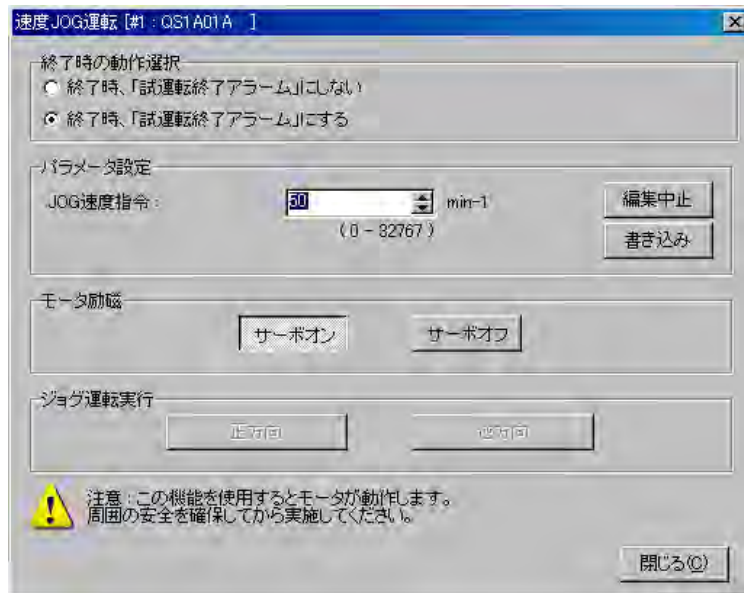 速度JOG運転 [#1 : QS1A01A ]
終了時の動作選択
終了時、「試運転終了アラーム」にしない
終了時、「試運転終了アラーム」にする
パラメータ設定
JOG速度指令 :
50
min-1
編集中止
( 0 - 32767 )
書き込み
モータ励磁
サーボオン
サーボオフ
ジョグ運転実行
正方向
逆方向
注意 : この機能を使用するとモータが動作します。
周囲の安全を確保してから実施してください。
閉じる(C)